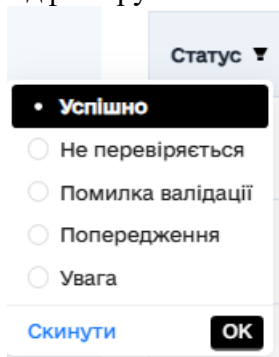 Статус
Успішно
Не перевіряється
Помилка валідації
Попередження
Увага
Скинути OK